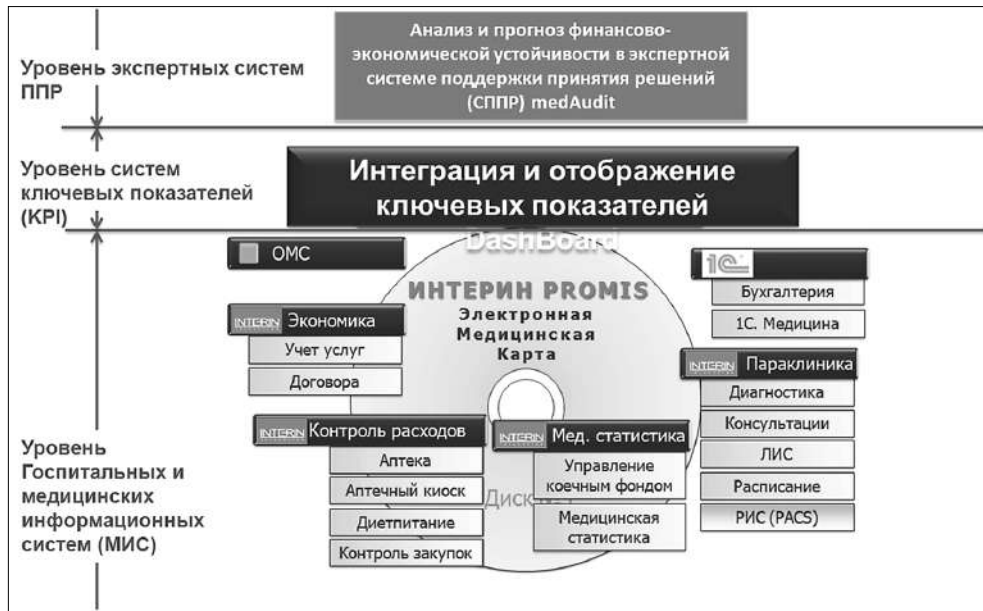 Анализ и прогноз финансово-
экономической устойчивости в экспертной
системе поддержки принятия решений
(СППР) medAudit
Уровень экспертных систем
ППР
Уровень систем
ключевых показателей
(KPI)
Интеграция и отображение
ключевых показателей
DashBoard
ОМС
ИНТЕРИН PROMIS
Электронная
Медицинская
Карта
1С
Бухгалтерия
1С. Медицина
INTERIN Экономика
Учет услуг
Договора
INTERIN Параклиника
Диагностика
Консультации
ЛИС
Расписание
РИС (PACS)
INTERIN Контроль расходов
Аптека
Аптечный киоск
Диетпитание
Контроль закупок
INTERIN Мед. статистика
Управление
коечным фондом
Медицинская
статистика
Диск
Уровень
Госпитальных и
медицинских
информационных
систем (МИС)